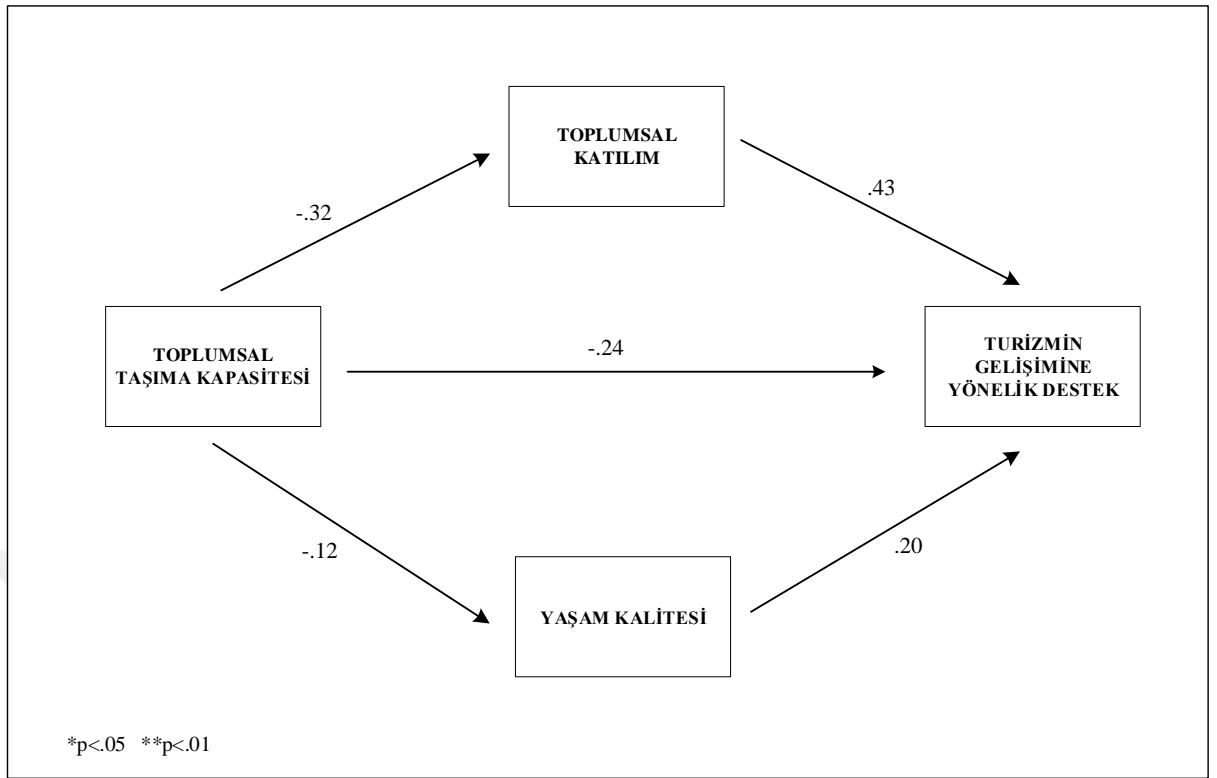 TOPLUMSAL
KATILIM
-.32
.43
TOPLUMSAL
TAŞIMA KAPASİTESİ
-.24
TURİZMİN
GELİŞİMİNE
YÖNELİK DESTEK
-.12
.20
YAŞAM KALİTESİ
*p<.05 **p<.01